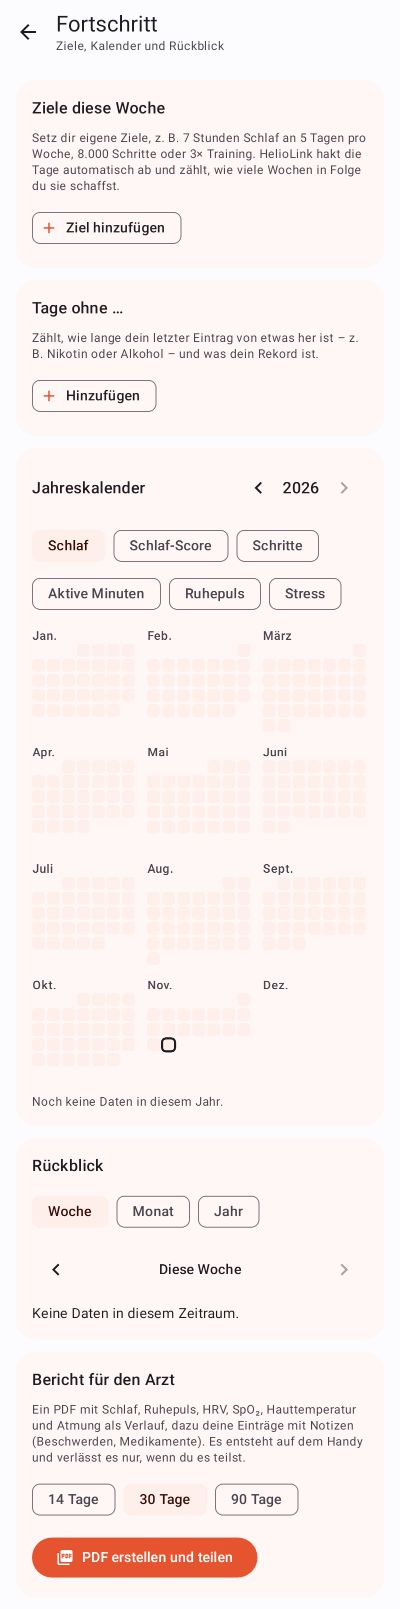 Fortschritt
Ziele, Kalender und Rückblick
Ziele diese Woche
Setz dir eigene Ziele, z. B. 7 Stunden Schlaf an 5 Tagen pro
Woche, 8.000 Schritte oder 3× Training. HelioLink hakt die
Tage automatisch ab und zählt, wie viele Wochen in Folge
du sie schaffst.
Ziel hinzufügen
Tage ohne …
Zählt, wie lange dein letzter Eintrag von etwas her ist – z.
B. Nikotin oder Alkohol – und was dein Rekord ist.
Hinzufügen
Jahreskalender 2026
Schlaf Schlaf-Score Schritte
Aktive Minuten Ruhepuls Stress
Jan. Feb. März
Apr. Mai Juni
Juli Aug. Sept.
Okt. Nov. Dez.
Noch keine Daten in diesem Jahr.
Rückblick
Woche Monat Jahr
Diese Woche
Keine Daten in diesem Zeitraum.
Bericht für den Arzt
Ein PDF mit Schlaf, Ruhepuls, HRV, SpO₂, Hauttemperatur
und Atmung als Verlauf, dazu deine Einträge mit Notizen
(Beschwerden, Medikamente). Es entsteht auf dem Handy
und verlässt es nur, wenn du es teilst.
14 Tage 30 Tage 90 Tage
PDF erstellen und teilen